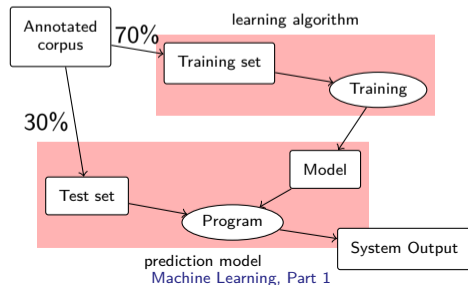 learning algorithm
Annotated
corpus
70%
Training set
Training
30%
Model
Test set
Program
System Output
prediction model
Machine Learning, Part 1